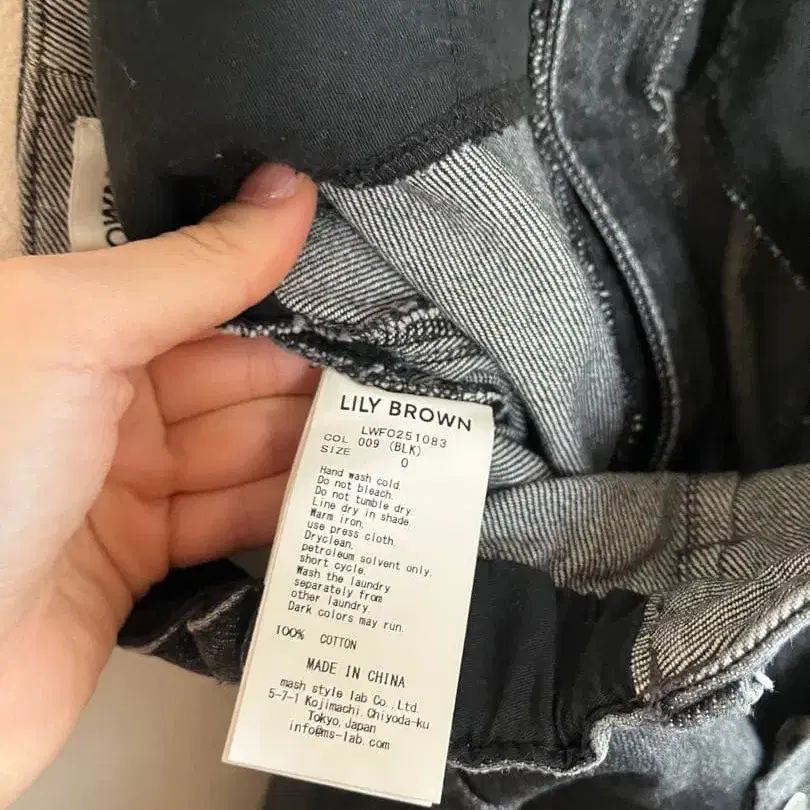 LILY BROWN
LWFO251083
COL 009 (BLK)
SIZE 0
Hand wash cold.
Do not bleach.
Do not tumble dry.
Line dry in shade.
Warm iron.
use press cloth.
Dryclean.
petroleum solvent only.
short cycle.
Wash the laundry
separately from
other laundry.
Dark colors may run.
100% COTTON
MADE IN CHINA
mash style lab Co.,Ltd.
5-7-1 Kojimachi Chiyoda-ku
Tokyo,Japan
info@ms-lab.com